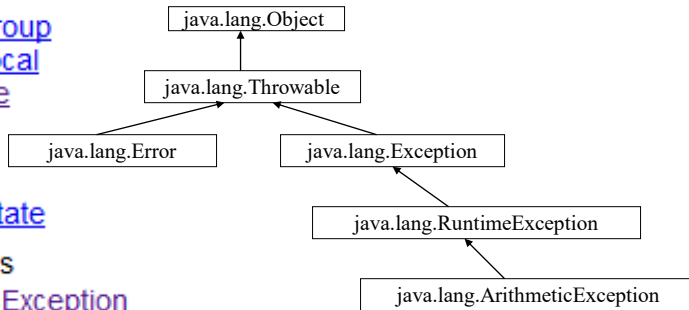 java.lang.Object
roup
ocal
java.lang.Throwable
e
java.lang.Error
java.lang.Exception
tate
java.lang.RuntimeException
s
Exception
java.lang.ArithmeticException